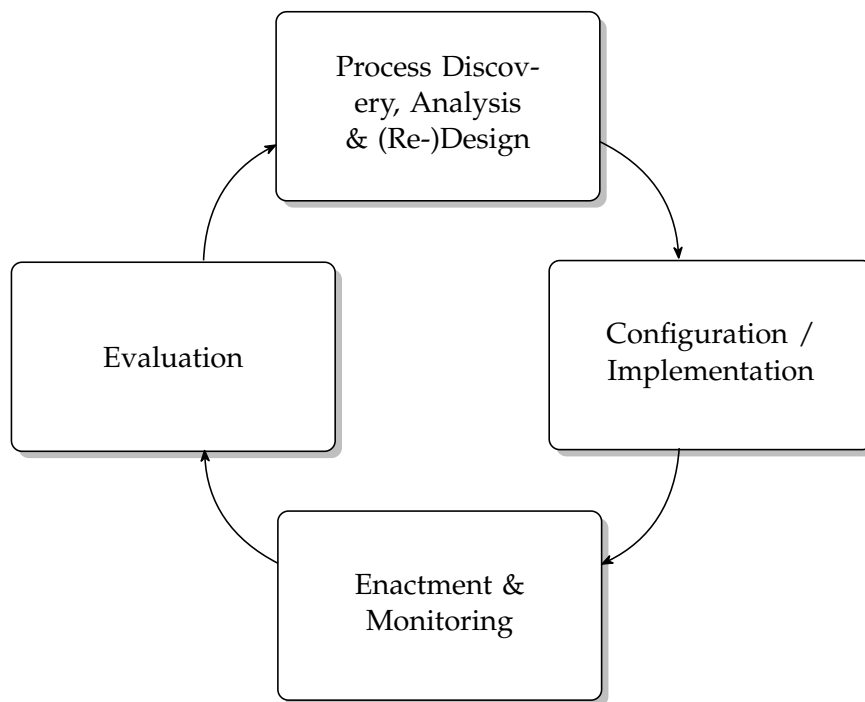 Process Discov-
ery, Analysis
& (Re-)Design
Evaluation
Configuration /
Implementation
Enactment &
Monitoring